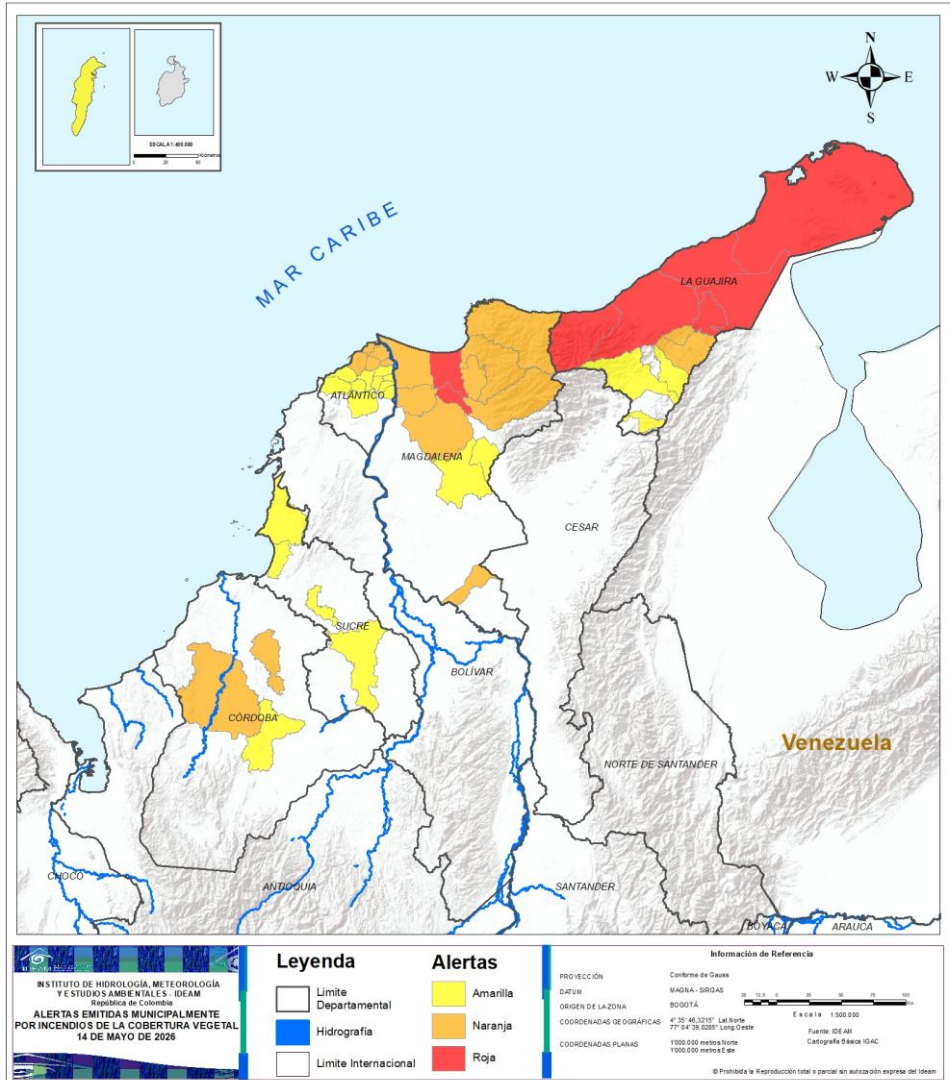 ESCALA 1:400.000
Kilómetros
N
W
E
S
MAR CARIBE
LA GUAJIRA
ATLÁNTICO
MAGDALENA
CESAR
SUCRE
BOLÍVAR
CÓRDOBA
Venezuela
NORTE DE SANTANDER
CHOCÓ
ANTIOQUIA
SANTANDER
BOYACÁ
ARAUCA
IDEAM
INSTITUTO DE HIDROLOGÍA, METEOROLOGÍA
Y ESTUDIOS AMBIENTALES - IDEAM
República de Colombia
ALERTAS EMITIDAS MUNICIPALMENTE
POR INCENDIOS DE LA COBERTURA VEGETAL
14 DE MAYO DE 2026
Leyenda
Limite
Departamental
Hidrografía
Limite Internacional
Alertas
Amarilla
Naranja
Roja
Información de Referencia
PROYECCIÓN
Conforme de Gauss
DATUM
MAGNA - SIRGAS
ORIGEN DE LA ZONA
BOGOTÁ
COORDENADAS GEOGRÁFICAS
4° 35' 46,3215" Lat.Norte
77° 04' 39,0285" Long.Oeste
COORDENADAS PLANAS
1'000.000 metros Norte
1'000.000 metros Este
Escala 1:500.000
Fuente: IDEAM
Cartografía Básica IGAC
© Prohibida la Reproducción total o parcial sin autorización expresa del Ideam